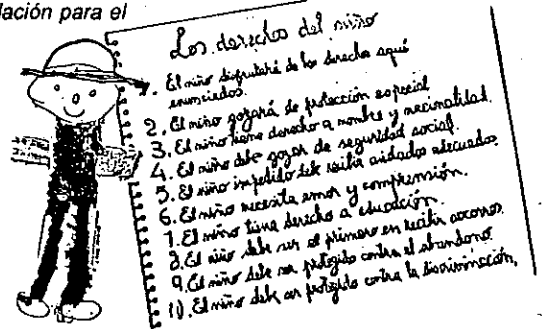 lación para el
Los derechos del niño
1. El niño disfrutará de los derechos aquí
enunciados.
2. El niño gozará de protección especial
3. El niño tiene derecho a nombre y nacionalidad.
4. El niño debe gozar de seguridad social.
5. El niño impedido debe recibir cuidados adecuados
6. El niño necesita amor y comprensión.
7. El niño tiene derecho a educación.
8. El niño debe ser el primero en recibir socorros.
9. El niño debe ser protegido contra el abandono
10. El niño debe ser protegido contra la discriminación,